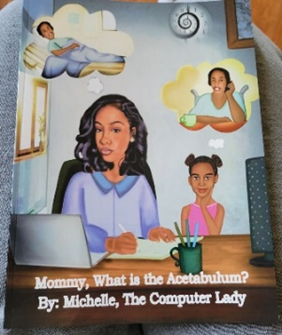 Mommy, What is the Acetabulum?
By: Michelle, The Computer Lady